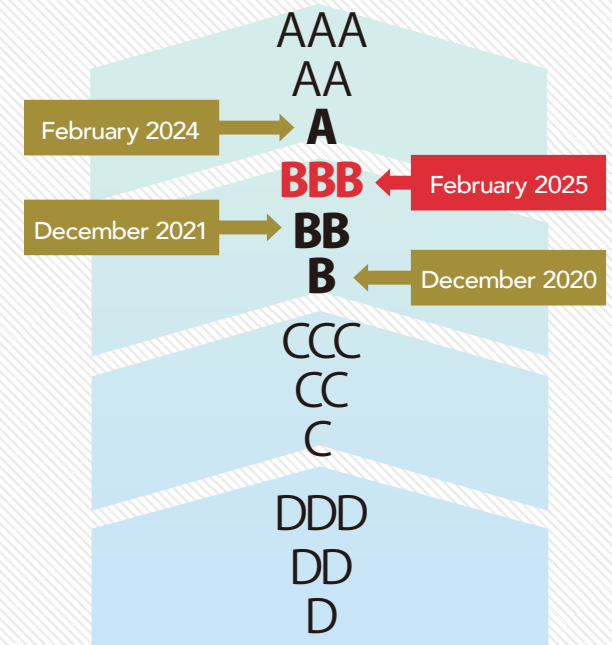 AAA
AA
February 2024
A
BBB
February 2025
December 2021
BB
B
December 2020
CCC
CC
C
DDD
DD
D